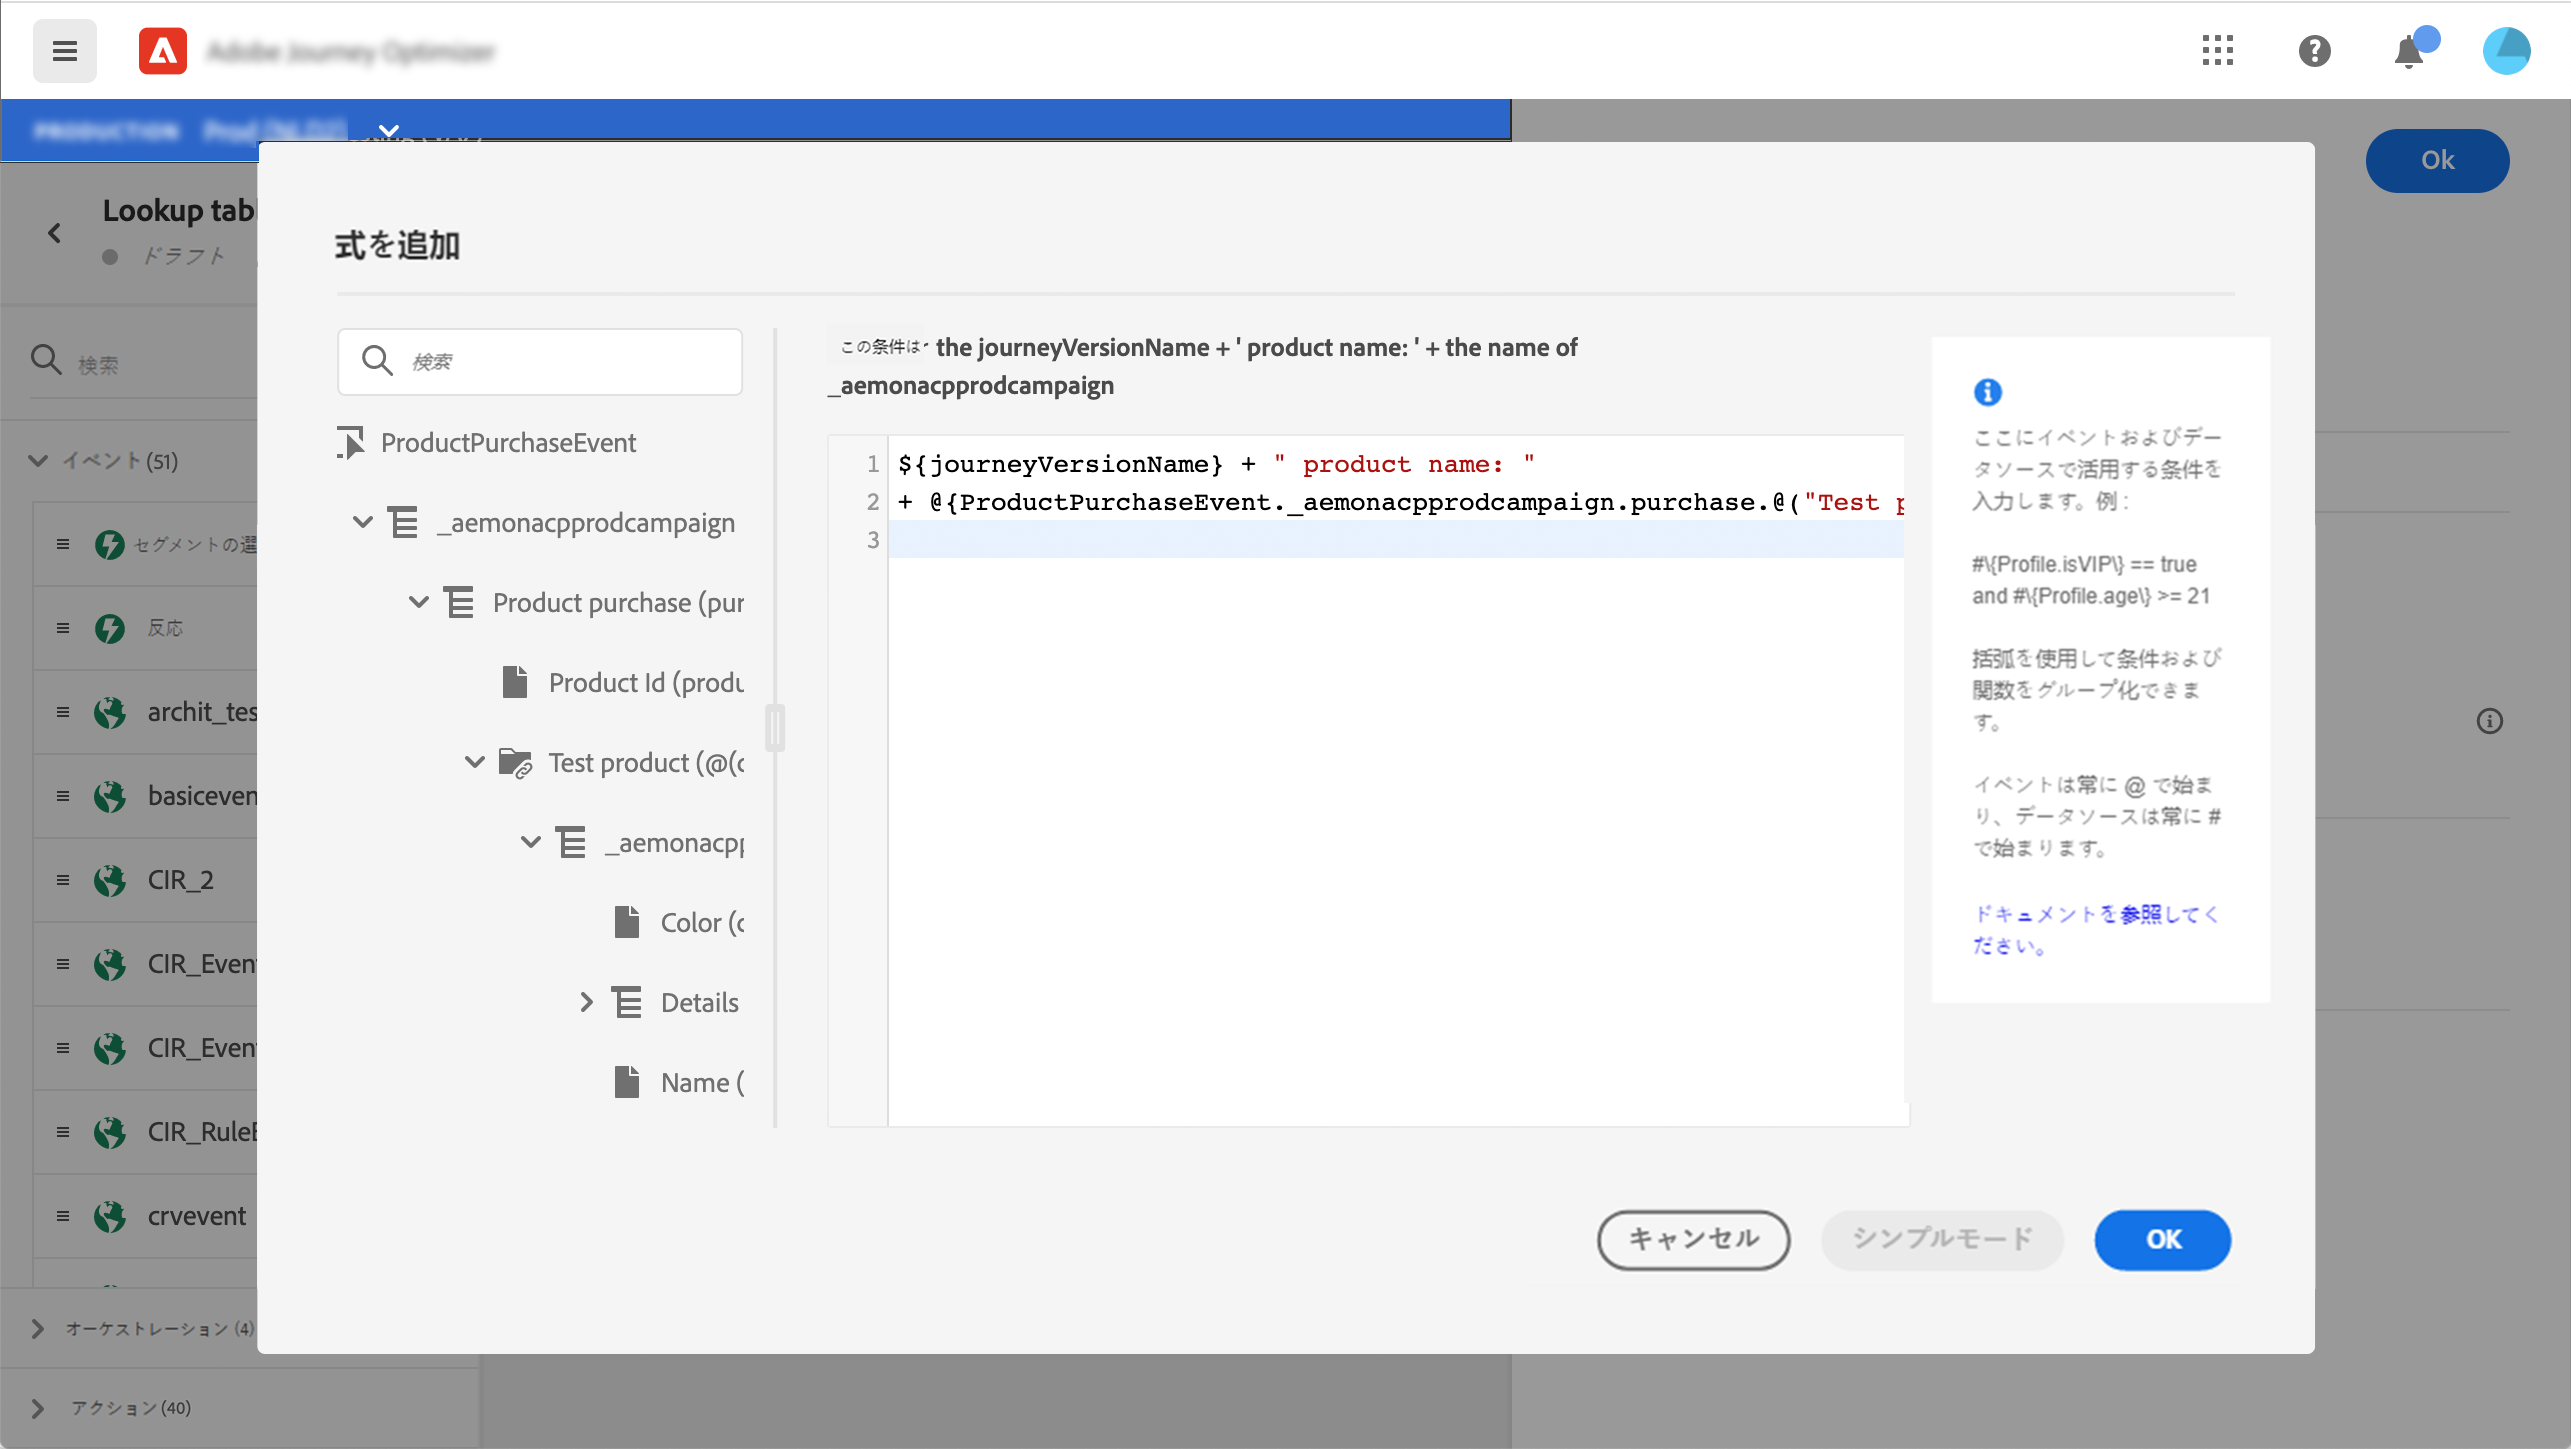 Adobe Journey Optimizer
PRODUCTION Prod (NLD2)
Ok
Lookup tab
ドラフト
検索
イベント (51)
セグメントの選
反応
archit_tes
basiceven
CIR_2
CIR_Even
CIR_Even
CIR_RuleE
crvevent
オーケストレーション (4)
アクション (40)
式を追加
検索
ProductPurchaseEvent
_aemonacpprodcampaign
Product purchase (pur
Product Id (produ
Test product (@(c
_aemonacpp
Color (c
Details
Name (
この条件は the journeyVersionName + ' product name: ' + the name of
_aemonacpprodcampaign
1 ${journeyVersionName} + " product name: "
2 + @{ProductPurchaseEvent._aemonacpprodcampaign.purchase.@("Test p
3
ここにイベントおよびデー
タソースで活用する条件を
入力します。例：
#\{Profile.isVIP\} == true
and #\{Profile.age\} >= 21
括弧を使用して条件および
関数をグループ化できま
す。
イベントは常に @ で始ま
り、データソースは常に #
で始まります。
ドキュメントを参照してく
ださい。
キャンセル
シンプルモード
OK